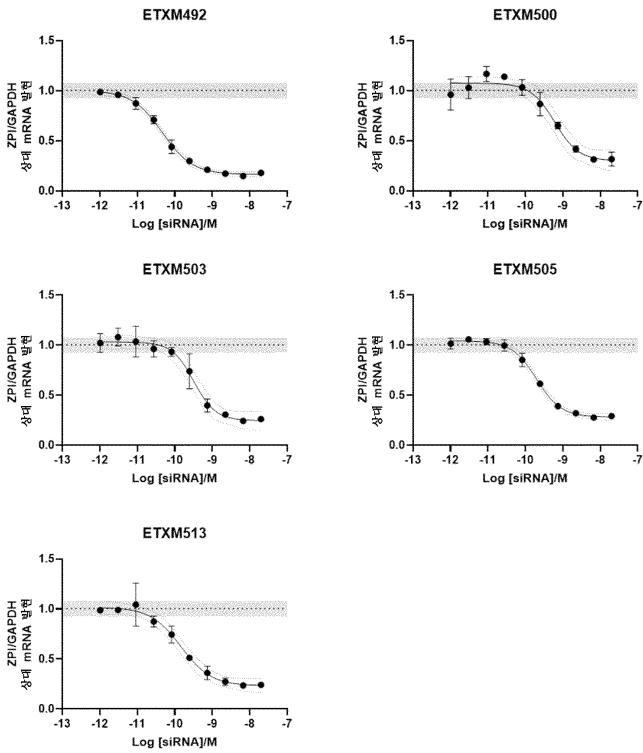 ETXM492
1.5
1.0
0.5
0.0
ZPI/GAPDH
상대 mRNA 발현
-13 -12 -11 -10 -9 -8 -7
Log [siRNA]/M
ETXM500
1.5
1.0
0.5
0.0
ZPI/GAPDH
상대 mRNA 발현
-13 -12 -11 -10 -9 -8 -7
Log [siRNA]/M
ETXM503
1.5
1.0
0.5
0.0
ZPI/GAPDH
상대 mRNA 발현
-13 -12 -11 -10 -9 -8 -7
Log [siRNA]/M
ETXM505
1.5
1.0
0.5
0.0
ZPI/GAPDH
상대 mRNA 발현
-13 -12 -11 -10 -9 -8 -7
Log [siRNA]/M
ETXM513
1.5
1.0
0.5
0.0
ZPI/GAPDH
상대 mRNA 발현
-13 -12 -11 -10 -9 -8 -7
Log [siRNA]/M